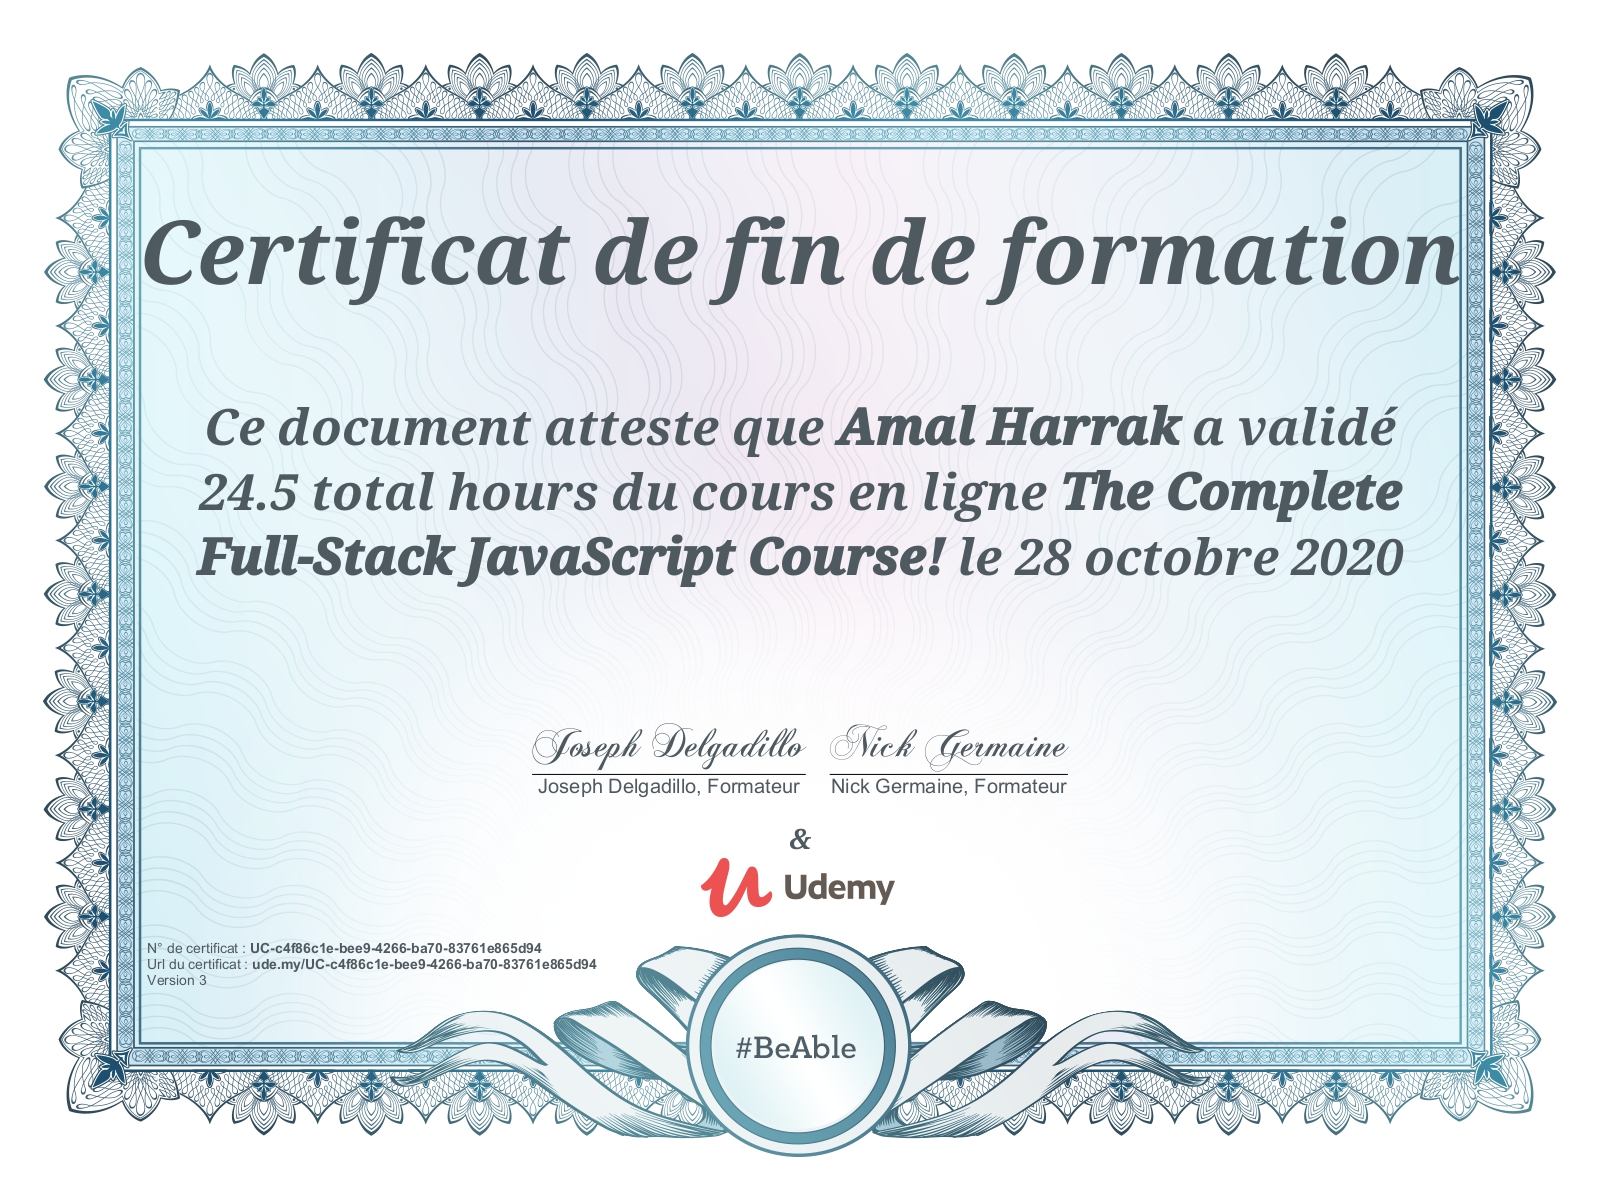 Certificat de fin de formation
Ce document atteste que Amal Harrak a validé
24.5 total hours du cours en ligne The Complete
Full-Stack JavaScript Course! le 28 octobre 2020
Joseph Delgadillo Nick Germaine
Joseph Delgadillo, Formateur Nick Germaine, Formateur
&
Udemy
N° de certificat : UC-c4f86c1e-bee9-4266-ba70-83761e865d94
Url du certificat : ude.my/UC-c4f86c1e-bee9-4266-ba70-83761e865d94
Version 3
#BeAble